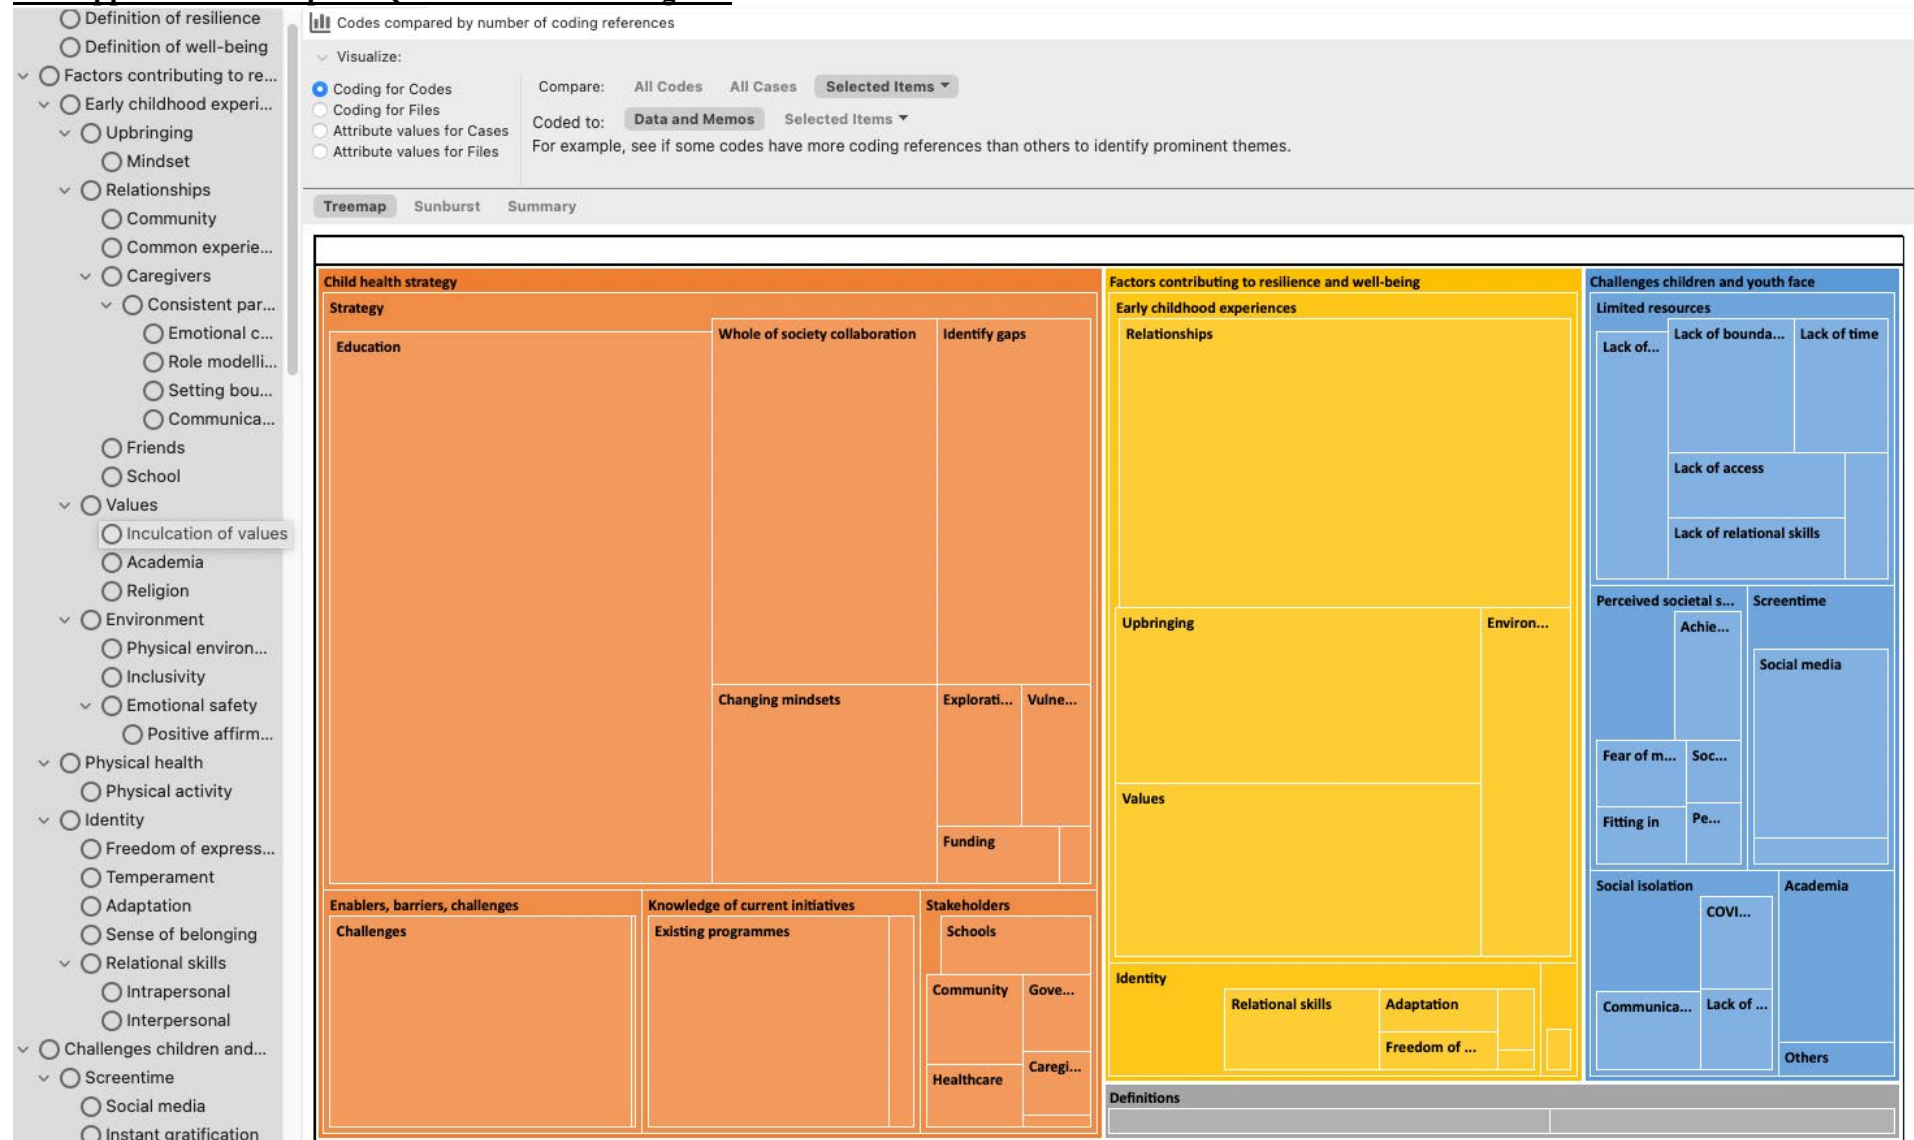 Definition of resilience
Definition of well-being
Factors contributing to re...
Early childhood experi...
Upbringing
Mindset
Relationships
Community
Common experie...
Caregivers
Consistent par...
Emotional c...
Role modelli...
Setting bou...
Communica...
Friends
School
Values
Inculcation of values
Academia
Religion
Environment
Physical environ...
Inclusivity
Emotional safety
Positive affirm...
Physical health
Physical activity
Identity
Freedom of express...
Temperament
Adaptation
Sense of belonging
Relational skills
Intrapersonal
Interpersonal
Challenges children and...
Screentime
Social media
Instant gratification
Codes compared by number of coding references
Visualize:
Coding for Codes
Coding for Files
Attribute values for Cases
Attribute values for Files
Compare: All Codes All Cases Selected Items
Coded to: Data and Memos Selected Items
For example, see if some codes have more coding references than others to identify prominent themes.
Treemap Sunburst Summary
Child health strategy
Strategy
Education
Whole of society collaboration
Identify gaps
Changing mindsets
Explorati...
Vulne...
Funding
Enablers, barriers, challenges
Challenges
Knowledge of current initiatives
Existing programmes
Stakeholders
Schools
Community
Gove...
Healthcare
Caregi...
Factors contributing to resilience and well-being
Early childhood experiences
Relationships
Upbringing
Environ...
Values
Identity
Relational skills
Adaptation
Freedom of ...
Challenges children and youth face
Limited resources
Lack of...
Lack of bounda...
Lack of time
Lack of access
Lack of relational skills
Perceived societal s...
Achie...
Fear of m...
Soc...
Fitting in
Pe...
Screentime
Social media
Social isolation
COVI...
Communica...
Lack of ...
Academia
Others
Definitions